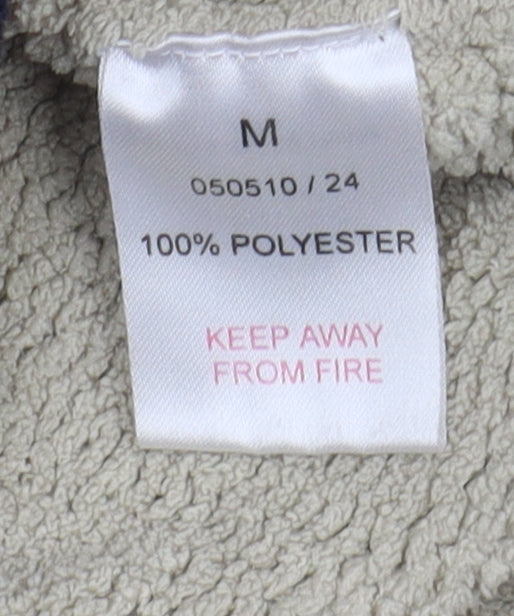 M
050510 / 24
100% POLYESTER
KEEP AWAY
FROM FIRE